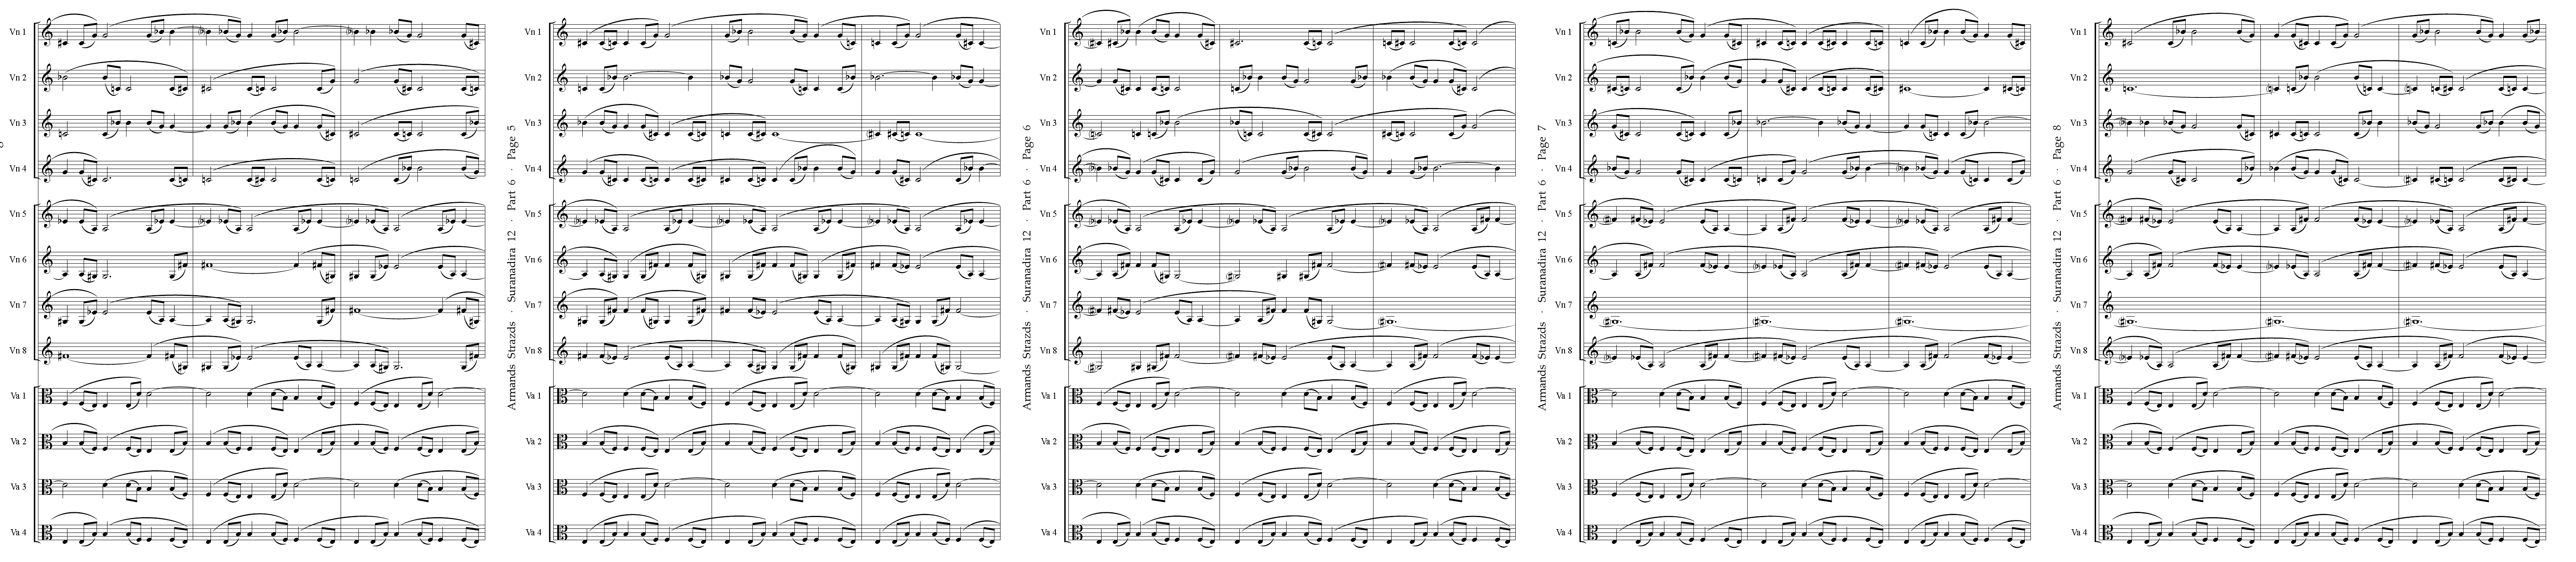 Vn 1
Vn 2
Vn 3
Vn 4
Vn 5
Vn 6
Vn 7
Vn 8
Va 1
Va 2
Va 3
Va 4
Armands Strazds · Suranadira 12 · Part 6 · Page 5
Vn 1
Vn 2
Vn 3
Vn 4
Vn 5
Vn 6
Vn 7
Vn 8
Va 1
Va 2
Va 3
Va 4
Armands Strazds · Suranadira 12 · Part 6 · Page 6
Vn 1
Vn 2
Vn 3
Vn 4
Vn 5
Vn 6
Vn 7
Vn 8
Va 1
Va 2
Va 3
Va 4
Armands Strazds · Suranadira 12 · Part 6 · Page 7
Vn 1
Vn 2
Vn 3
Vn 4
Vn 5
Vn 6
Vn 7
Vn 8
Va 1
Va 2
Va 3
Va 4
Armands Strazds · Suranadira 12 · Part 6 · Page 8
Vn 1
Vn 2
Vn 3
Vn 4
Vn 5
Vn 6
Vn 7
Vn 8
Va 1
Va 2
Va 3
Va 4